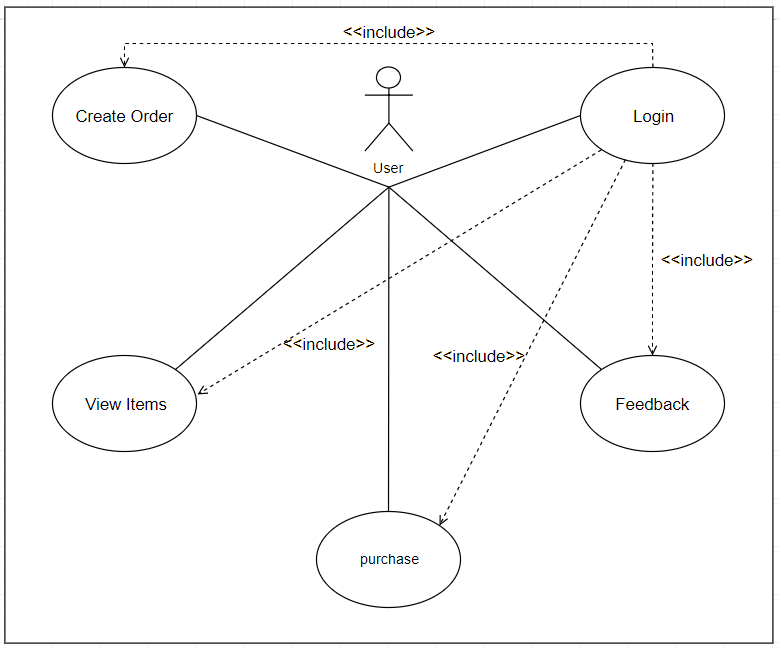 <<include>>
Create Order
Login
User
<<include>>
<<include>>
<<include>>
View Items
Feedback
purchase